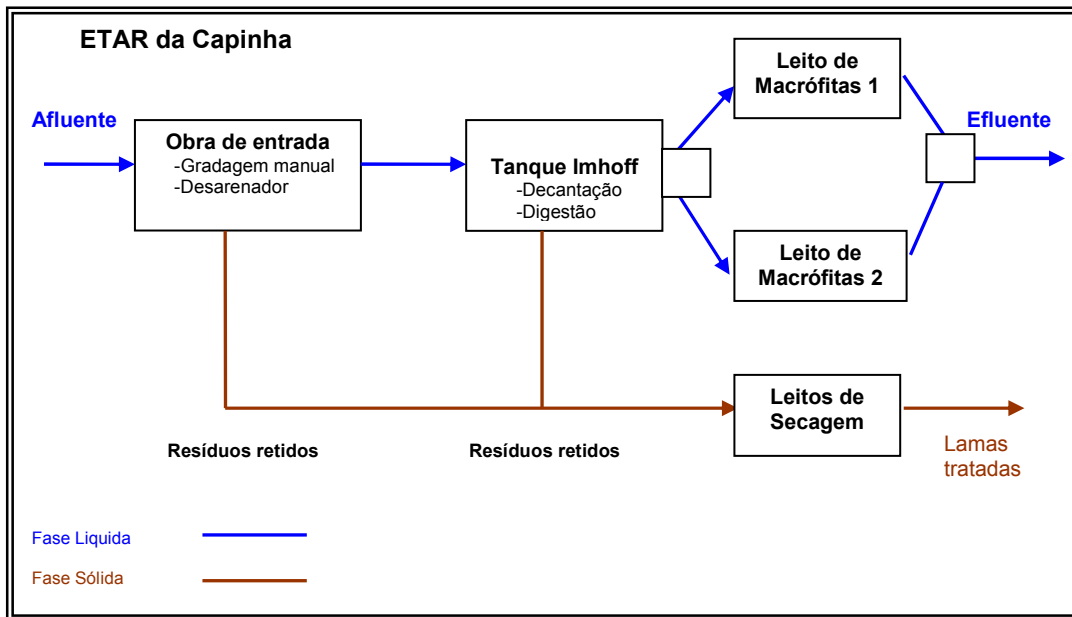 ETAR da Capinha
Afluente
Obra de entrada
-Gradagem manual
-Desarenador
Tanque Imhoff
-Decantação
-Digestão
Leito de
Macrófitas 1
Leito de
Macrófitas 2
Efluente
Leitos de
Secagem
Resíduos retidos
Resíduos retidos
Lamas
tratadas
Fase Liquida
Fase Sólida